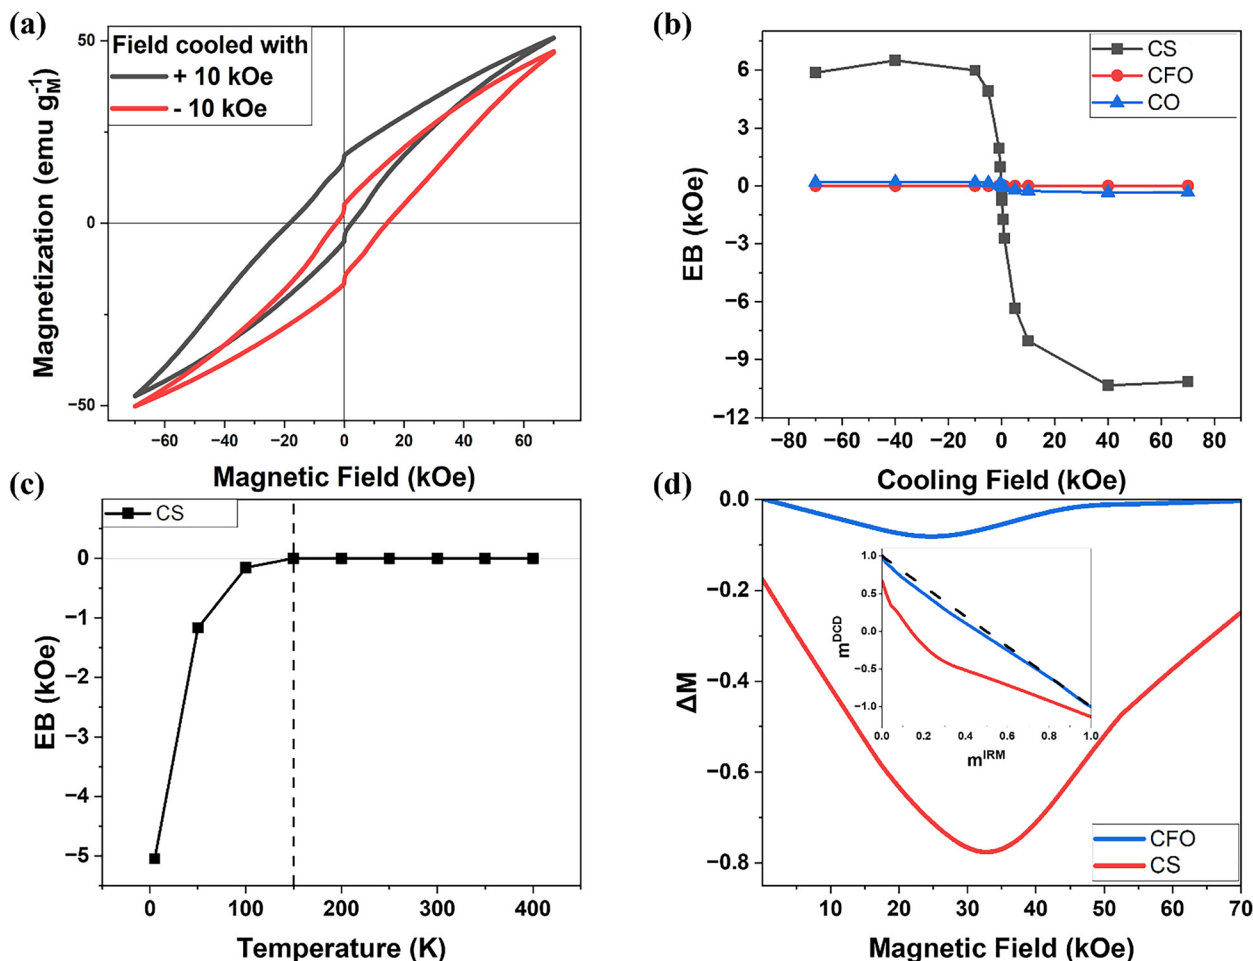 (a)
Field cooled with
+ 10 kOe
- 10 kOe
50
0
−50
Magnetization (emu g_M^-1)
−60
−40
−20
0
20
40
60
Magnetic Field (kOe)
(b)
CS
CFO
CO
6
3
0
−3
−6
−9
−12
EB (kOe)
−80
−60
−40
−20
0
20
40
60
80
Cooling Field (kOe)
(c)
CS
0
−1
−2
−3
−4
−5
EB (kOe)
0
100
200
300
400
Temperature (K)
(d)
0.0
−0.2
−0.4
−0.6
−0.8
ΔM
1.0
0.5
0.0
−0.5
−1.0
m^DCD
0.0
0.2
0.4
0.6
0.8
1.0
m^IRM
CFO
CS
10
20
30
40
50
60
70
Magnetic Field (kOe)